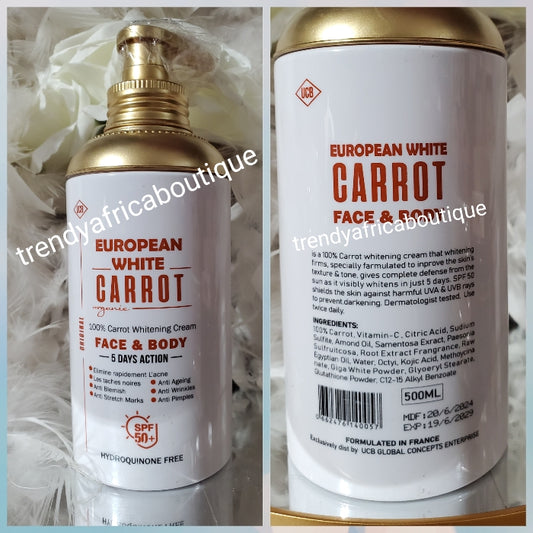 UCB
EUROPEAN
WHITE
CARROT
organic
ORIGINAL
100% Carrot Whitening Cream
FACE & BODY
5 DAYS ACTION
Elimine rapidement L'acne
Les taches noires
Anti Blemish
Anti Stretch Marks
Anti Ageing
Anti Wrinkles
Anti Pimples
SPF
50+
HYDROQUINONE FREE
trendyafricaboutique
UCB
EUROPEAN WHITE
CARROT
FACE & BODY
trendyafricaboutique
is a 100% Carrot whitening cream that whitening
firms, specially formulated to inprove the skin's
texture & tone, gives complete defense from the
sun as it visibly whitens in just 5 days. SPF 50
shields the skin against harmful UVA & UVB rays
to prevent darkening. Dermatologist tested. Use
twice daily.
INGREDIENTS:
100% Carrot, Vitamin-C, Citric Acid, Sodium
Sulfite, Amond Oil, Samentosa Extract, Paesonia
Sulfruitcosa, Root Extract Frangrance, Raw
Egyptian Oil, Water, Octyl, Kojic Acid, Methoycina
nate, Giga White Powder, Glyoeryl Stearate,
Glutathione Powder, C12-15 Alkyl Benzoate
500ML
MDF: 20/6/2024
EXP: 19/6/2029
FORMULATED IN FRANCE
Exclusively dist by UCB GLOBAL CONCEPTS ENTERPRISE